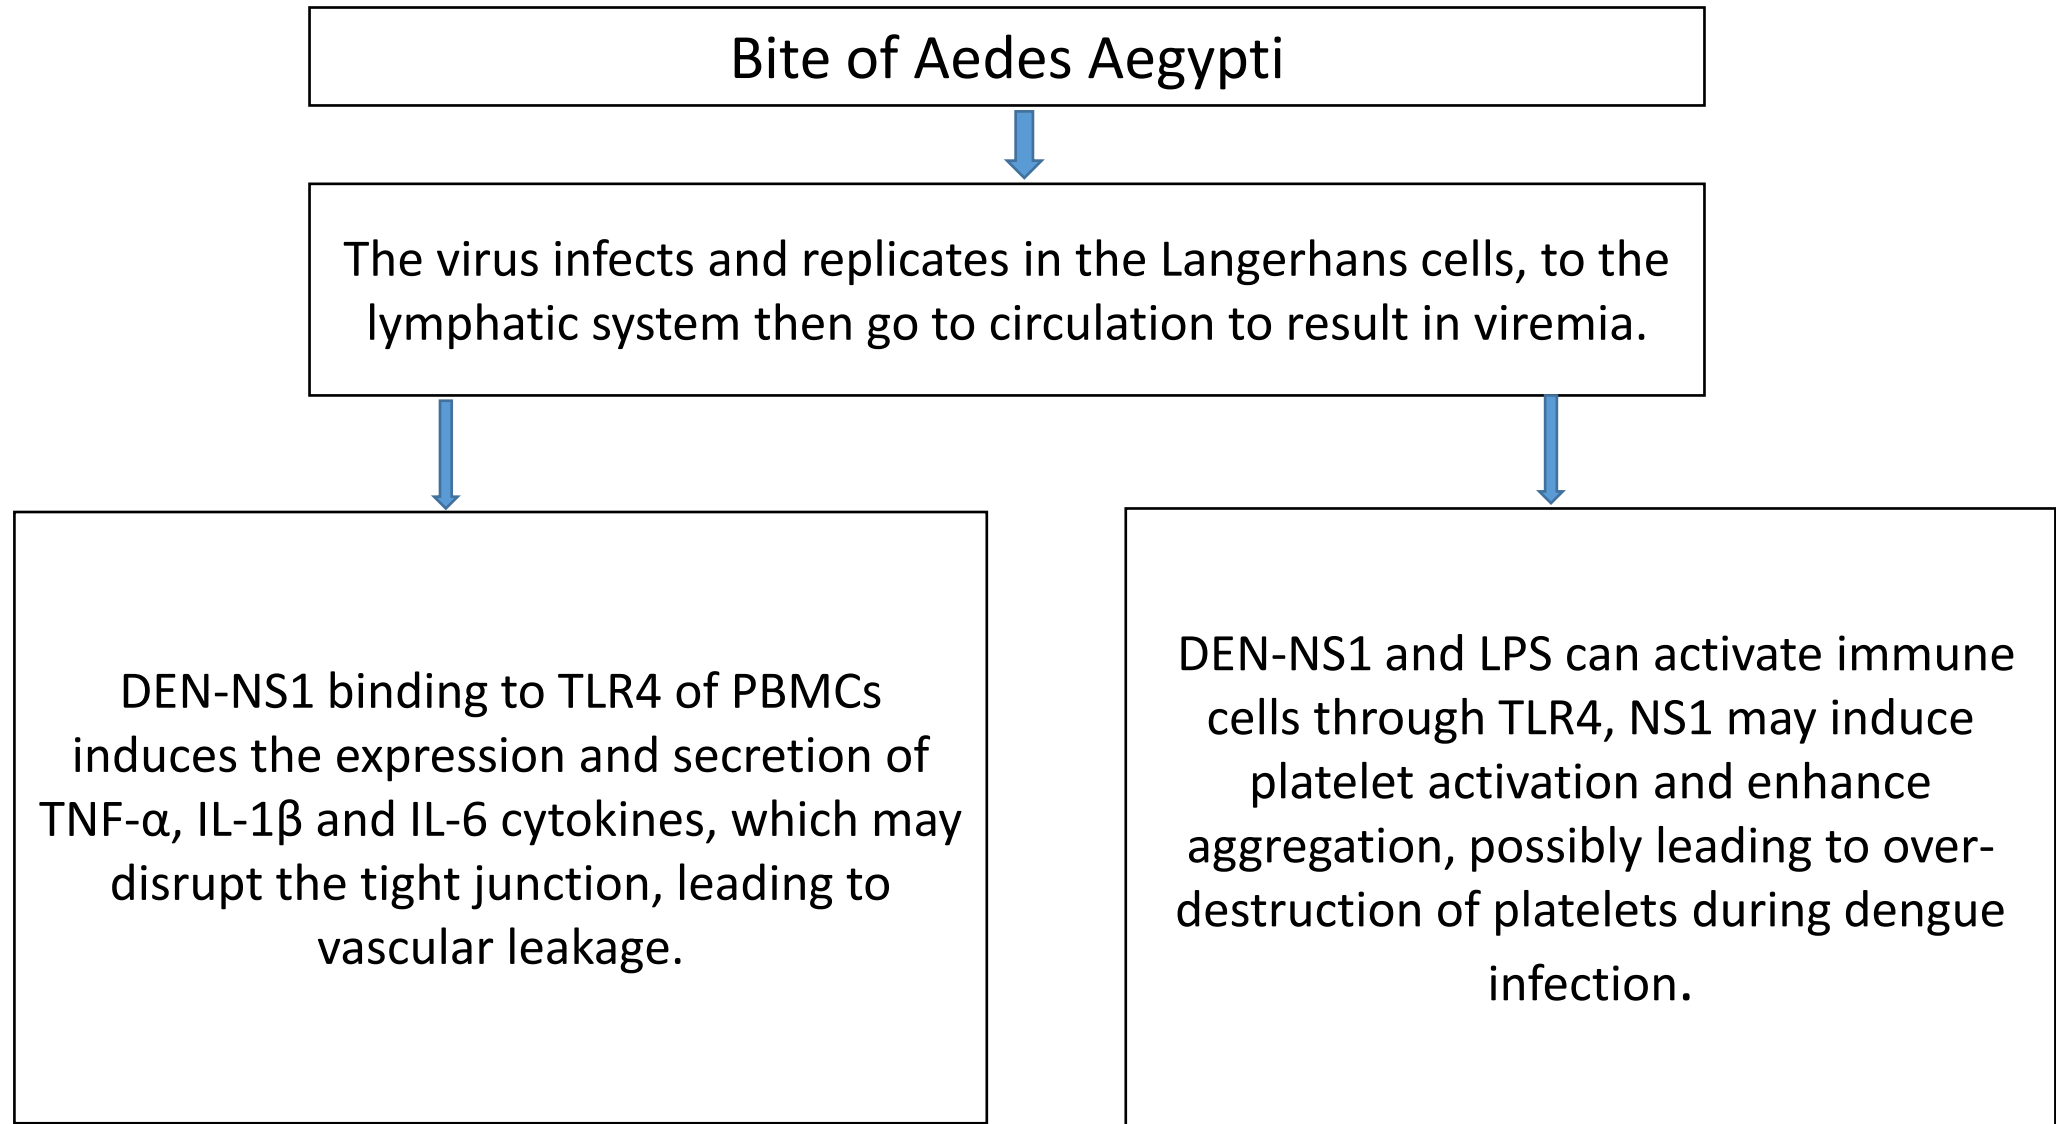 Bite of Aedes Aegypti
The virus infects and replicates in the Langerhans cells, to the
lymphatic system then go to circulation to result in viremia.
DEN-NS1 binding to TLR4 of PBMCs
induces the expression and secretion of
TNF-α, IL-1β and IL-6 cytokines, which may
disrupt the tight junction, leading to
vascular leakage.
DEN-NS1 and LPS can activate immune
cells through TLR4, NS1 may induce
platelet activation and enhance
aggregation, possibly leading to over-
destruction of platelets during dengue
infection.